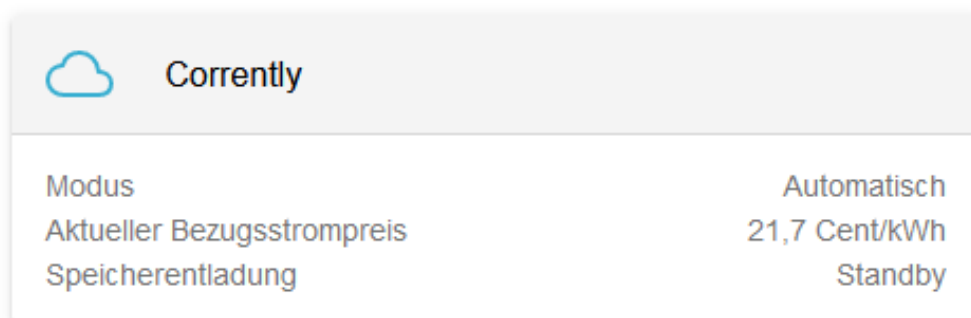 Corrently
Modus Automatisch
Aktueller Bezugsstrompreis 21,7 Cent/kWh
Speicherentladung Standby